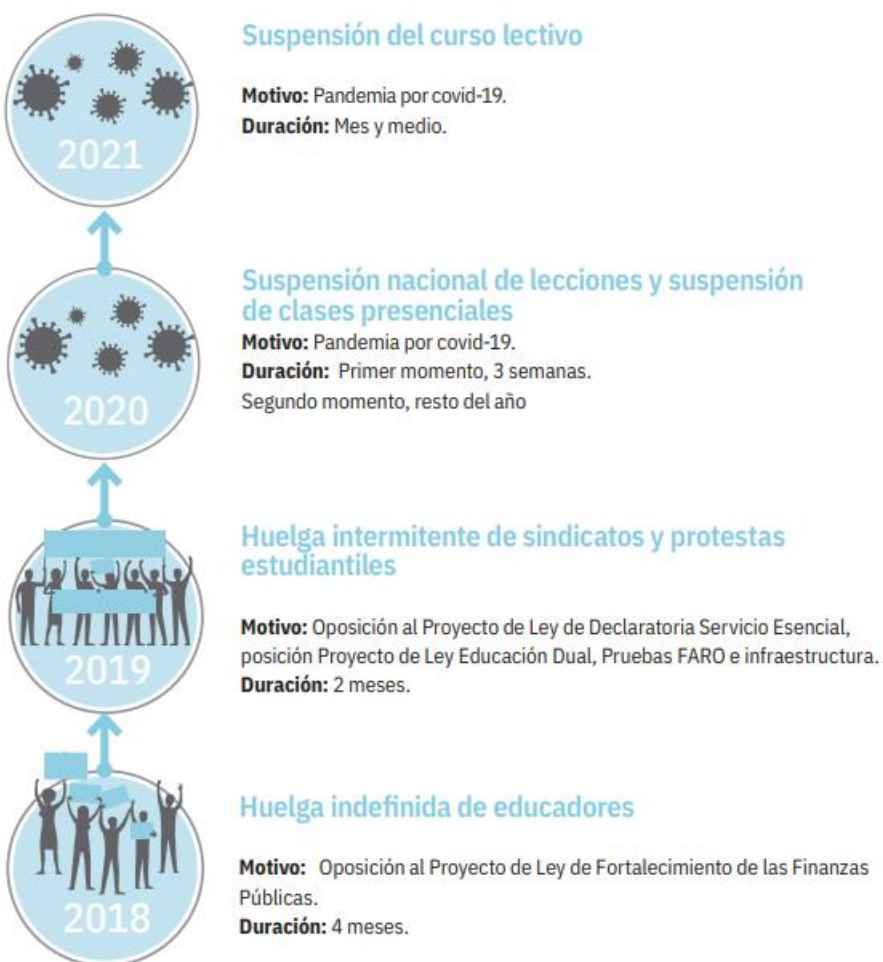 Suspensión del curso lectivo
Motivo: Pandemia por covid-19.
Duración: Mes y medio.
2021
Suspensión nacional de lecciones y suspensión
de clases presenciales
Motivo: Pandemia por covid-19.
Duración: Primer momento, 3 semanas.
Segundo momento, resto del año
2020
Huelga intermitente de sindicatos y protestas
estudiantiles
Motivo: Oposición al Proyecto de Ley de Declaratoria Servicio Esencial,
posición Proyecto de Ley Educación Dual, Pruebas FARO e infraestructura.
Duración: 2 meses.
2019
Huelga indefinida de educadores
Motivo: Oposición al Proyecto de Ley de Fortalecimiento de las Finanzas
Públicas.
Duración: 4 meses.
2018